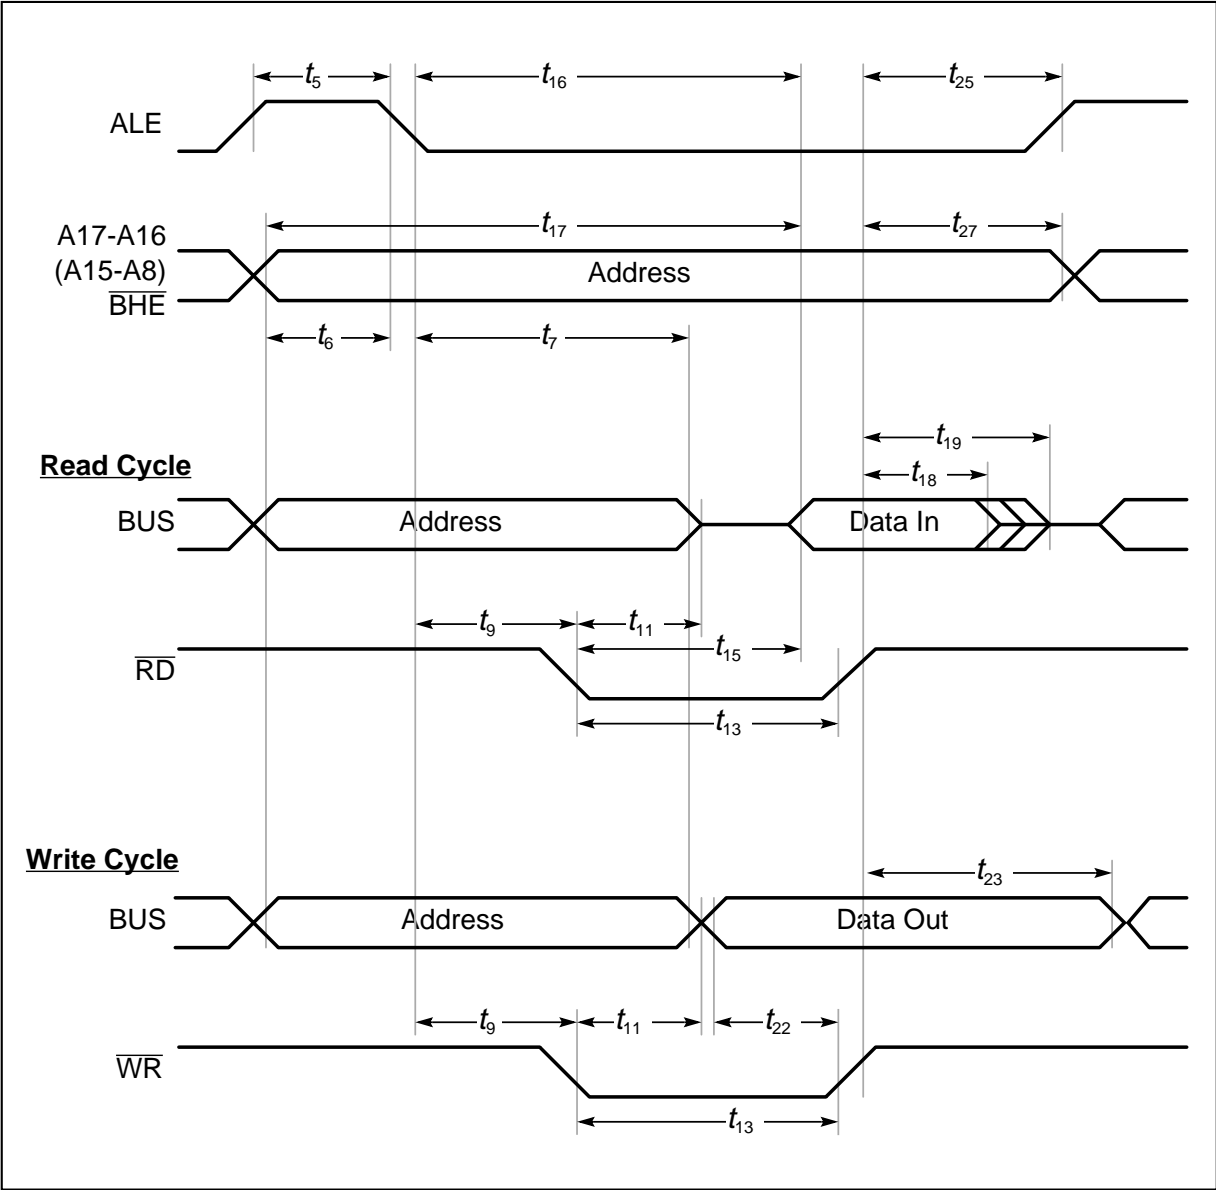 t5 t16 t25
ALE
t17 t27
A17-A16
(A15-A8)
BHE
Address
t6 t7
t19
t18
Read Cycle
BUS Address Data In
t9 t11
t15
RD
t13
Write Cycle
t23
BUS Address Data Out
t9 t11 t22
WR
t13